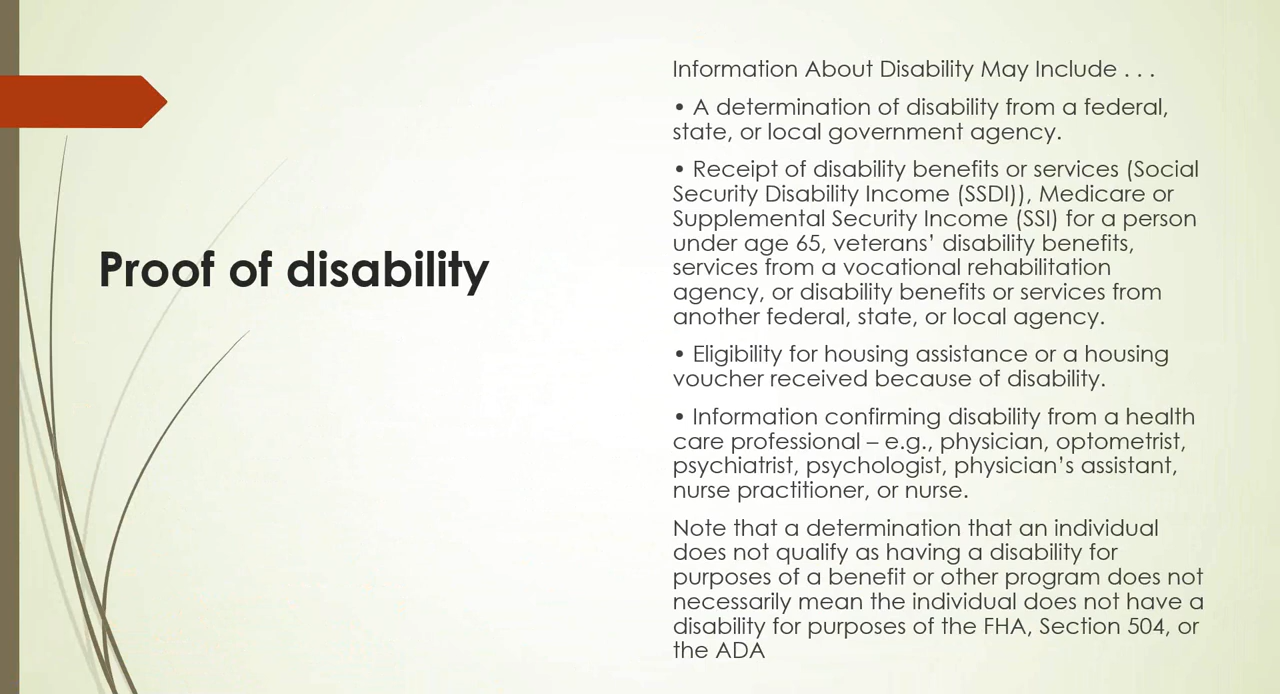 Proof of disability
Information About Disability May Include . . .
• A determination of disability from a federal,
state, or local government agency.
• Receipt of disability benefits or services (Social
Security Disability Income (SSDI)), Medicare or
Supplemental Security Income (SSI) for a person
under age 65, veterans’ disability benefits,
services from a vocational rehabilitation
agency, or disability benefits or services from
another federal, state, or local agency.
• Eligibility for housing assistance or a housing
voucher received because of disability.
• Information confirming disability from a health
care professional – e.g., physician, optometrist,
psychiatrist, psychologist, physician’s assistant,
nurse practitioner, or nurse.
Note that a determination that an individual
does not qualify as having a disability for
purposes of a benefit or other program does not
necessarily mean the individual does not have a
disability for purposes of the FHA, Section 504, or
the ADA